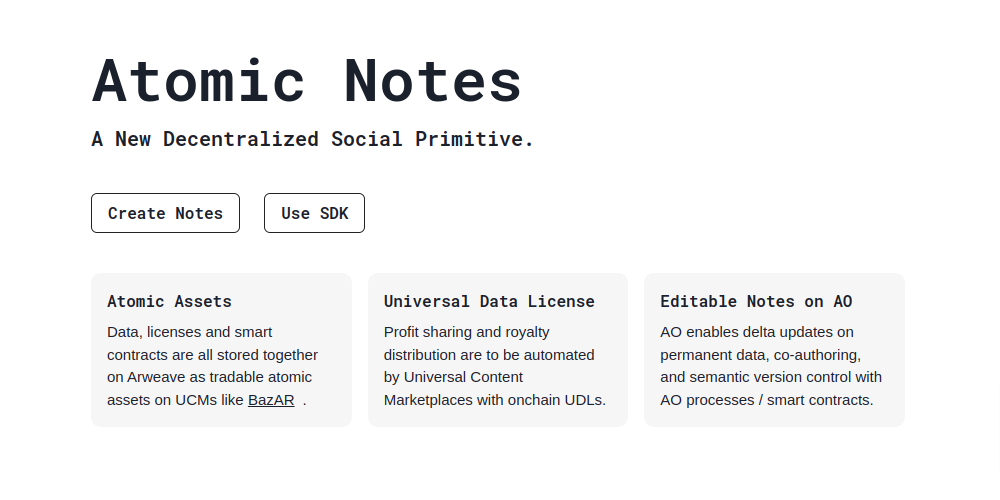 Atomic Notes
A New Decentralized Social Primitive.
Create Notes
Use SDK
Atomic Assets
Data, licenses and smart
contracts are all stored together
on Arweave as tradable atomic
assets on UCMs like BazAR .
Universal Data License
Profit sharing and royalty
distribution are to be automated
by Universal Content
Marketplaces with onchain UDLs.
Editable Notes on AO
AO enables delta updates on
permanent data, co-authoring,
and semantic version control with
AO processes / smart contracts.